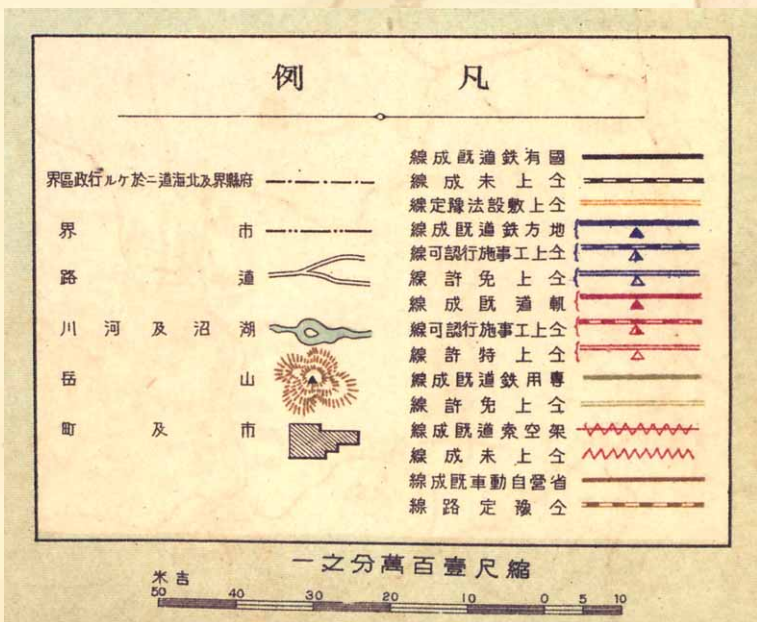 凡例
國有鉄道既成線
仝上未成線
仝上敷設法豫定線
地方鉄道既成線
仝上工事施行認可線
仝上免許線
軌道既成線
仝上工事施行認可線
仝上特許線
専用鉄道既成線
仝上免許線
架空索道既成線
仝上未成線
省營自動車既成線
仝豫定路線
府縣界及北海道ニ於ケル行政區界
市界
道路
湖沼及河川
山岳
市及町
縮尺壹百萬分之一
吉米
50 40 30 20 10 0 5 10